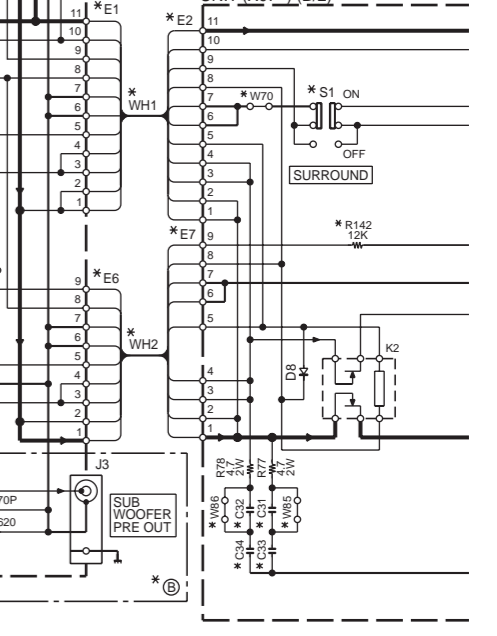 * E1
* E2
11
10
9
8
7
6
5
4
3
2
1
* WH1
11
10
9
8
7
6
5
4
3
2
1
* W70
* S1
ON
OFF
SURROUND
* R142
12K
* E7
9
8
7
6
5
4
3
2
1
* E6
9
8
7
6
5
4
3
2
1
* WH2
D8
K2
R78
4.7
2W
R77
4.7
2W
* W86
* C32
* C31
* W85
* C34
* C33
J3
SUB
WOOFER
PRE OUT
70P
620
* B